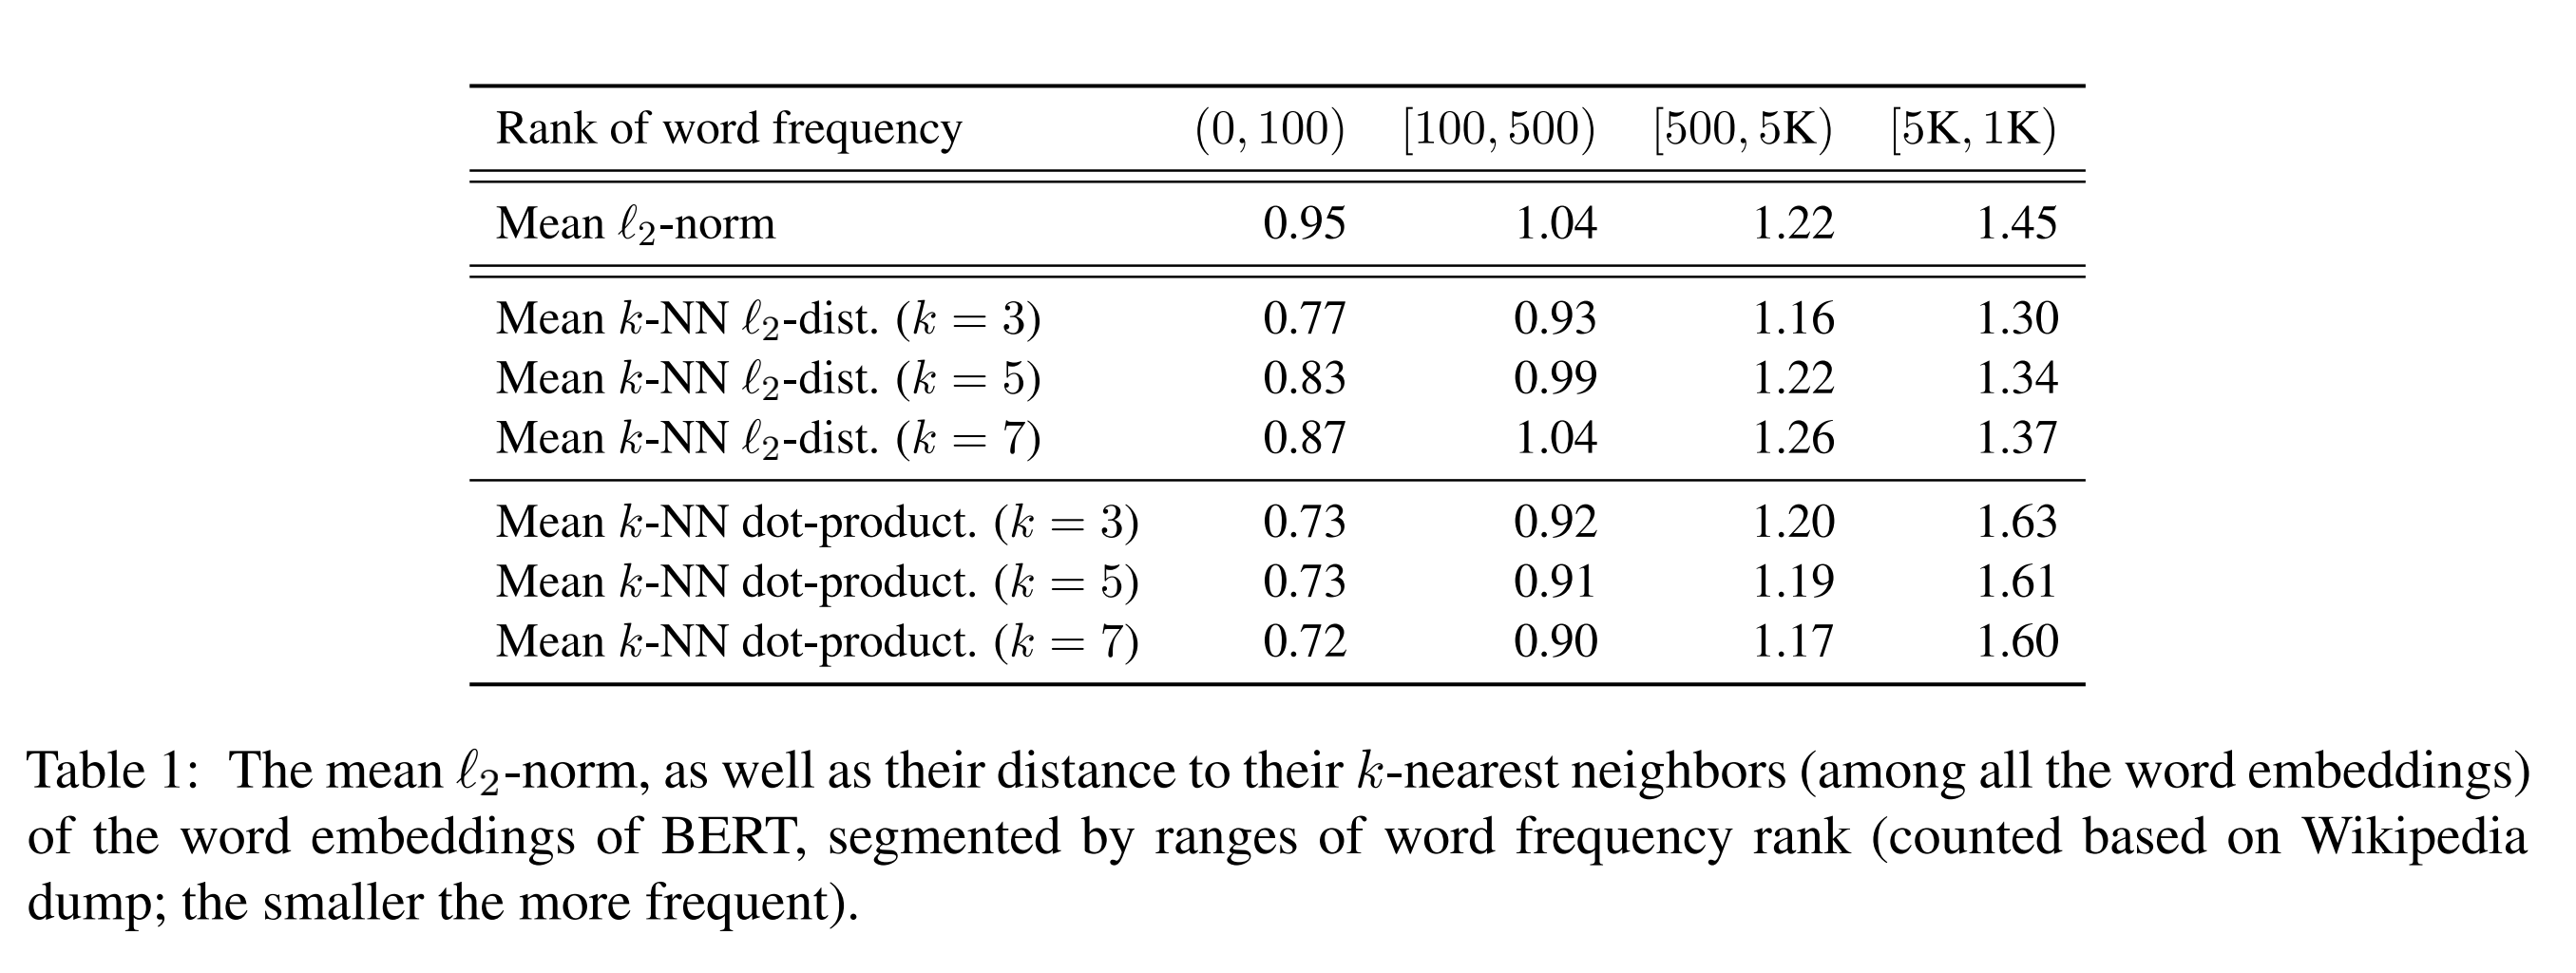 Rank of word frequency (0, 100) [100, 500) [500, 5K) [5K, 1K)
Mean ℓ2-norm 0.95 1.04 1.22 1.45
Mean k-NN ℓ2-dist. (k = 3) 0.77 0.93 1.16 1.30
Mean k-NN ℓ2-dist. (k = 5) 0.83 0.99 1.22 1.34
Mean k-NN ℓ2-dist. (k = 7) 0.87 1.04 1.26 1.37
Mean k-NN dot-product. (k = 3) 0.73 0.92 1.20 1.63
Mean k-NN dot-product. (k = 5) 0.73 0.91 1.19 1.61
Mean k-NN dot-product. (k = 7) 0.72 0.90 1.17 1.60
Table 1: The mean ℓ2-norm, as well as their distance to their k-nearest neighbors (among all the word embeddings)
of the word embeddings of BERT, segmented by ranges of word frequency rank (counted based on Wikipedia
dump; the smaller the more frequent).